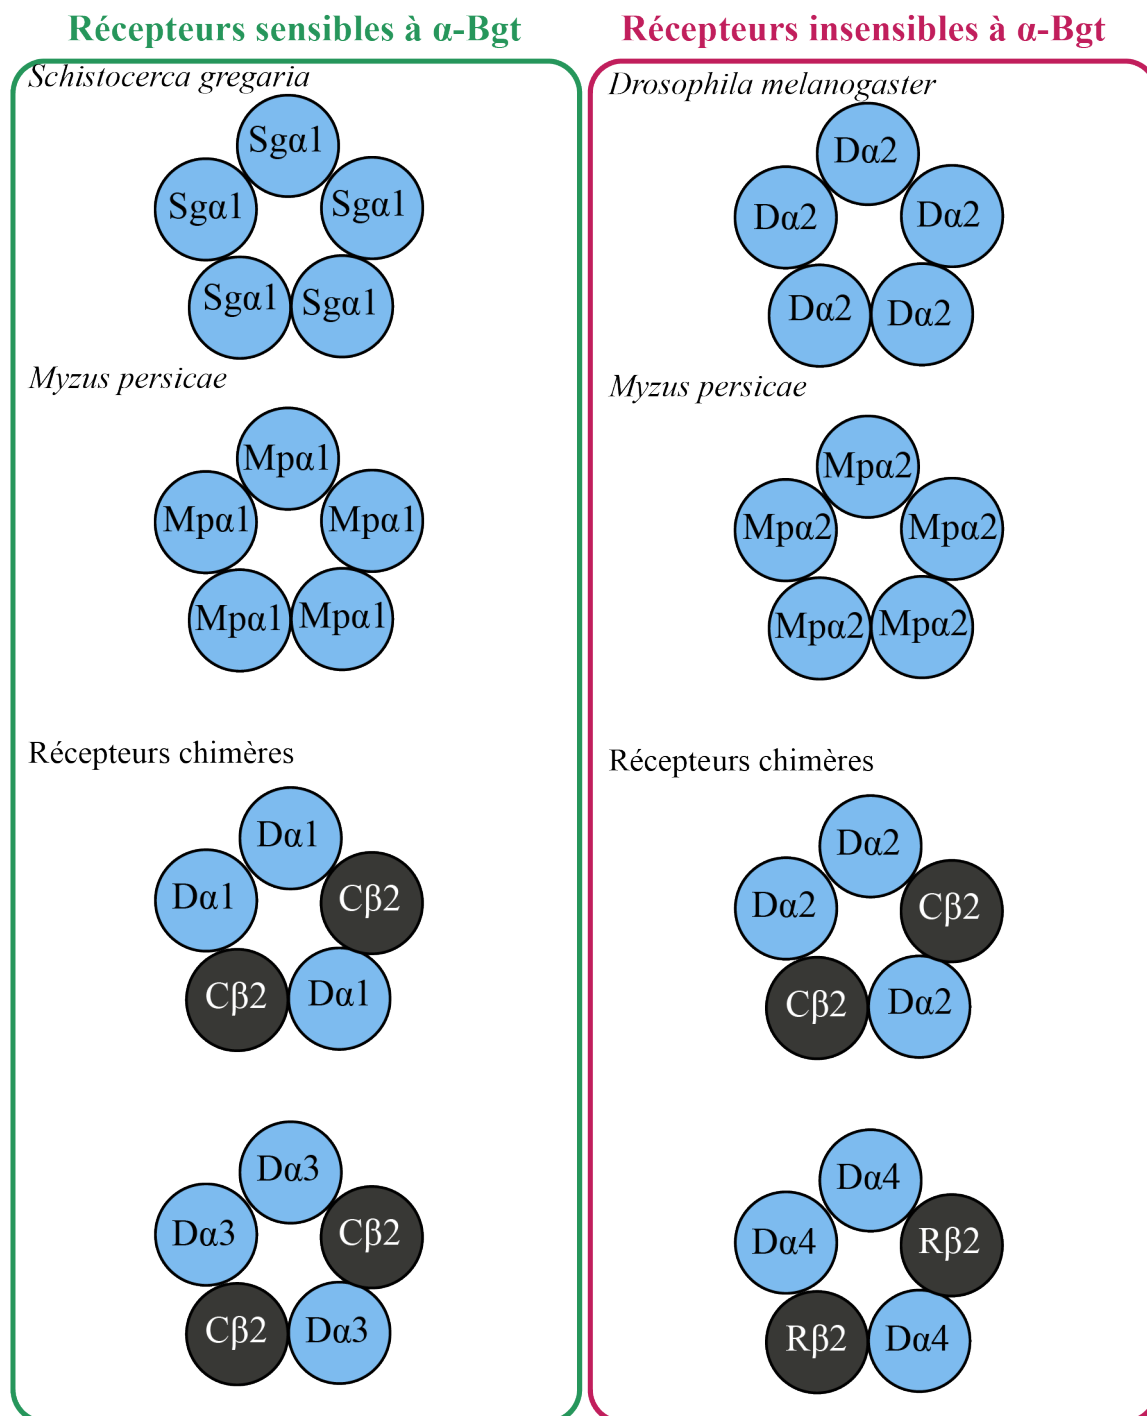 Récepteurs sensibles à α-Bgt
Schistocerca gregaria
Sgα1
Sgα1
Sgα1
Sgα1
Sgα1
Myzus persicae
Mpα1
Mpα1
Mpα1
Mpα1
Mpα1
Récepteurs chimères
Dα1
Dα1
Cβ2
Cβ2
Dα1
Dα3
Dα3
Cβ2
Cβ2
Dα3
Récepteurs insensibles à α-Bgt
Drosophila melanogaster
Dα2
Dα2
Dα2
Dα2
Dα2
Myzus persicae
Mpα2
Mpα2
Mpα2
Mpα2
Mpα2
Récepteurs chimères
Dα2
Dα2
Cβ2
Cβ2
Dα2
Dα4
Dα4
Rβ2
Rβ2
Dα4